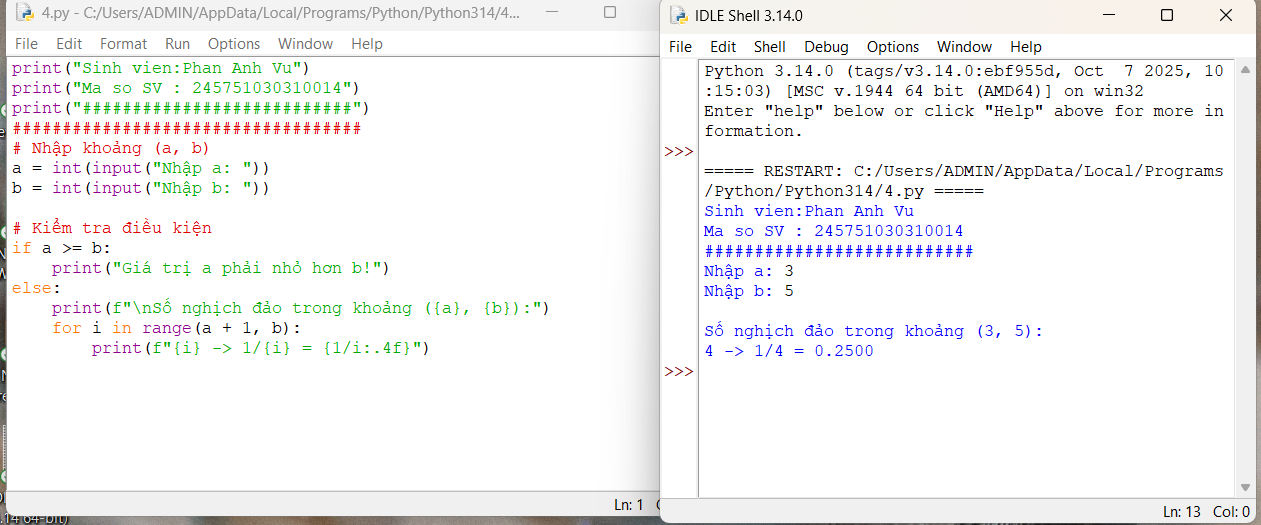 4.py - C:/Users/ADMIN/AppData/Local/Programs/Python/Python314/4...
File Edit Format Run Options Window Help
print("Sinh vien:Phan Anh Vu")
print("Ma so SV : 245751030310014")
print("###########################")
###################################
# Nhập khoảng (a, b)
a = int(input("Nhập a: "))
b = int(input("Nhập b: "))
# Kiểm tra điều kiện
if a >= b:
    print("Giá trị a phải nhỏ hơn b!")
else:
    print(f"\nSố nghịch đảo trong khoảng ({a}, {b}):")
    for i in range(a + 1, b):
        print(f"{i} -> 1/{i} = {1/i:.4f}")
Ln: 1
IDLE Shell 3.14.0
File Edit Shell Debug Options Window Help
Python 3.14.0 (tags/v3.14.0:ebf955d, Oct  7 2025, 10
:15:03) [MSC v.1944 64 bit (AMD64)] on win32
Enter "help" below or click "Help" above for more in
formation.
>>>
===== RESTART: C:/Users/ADMIN/AppData/Local/Programs
/Python/Python314/4.py =====
Sinh vien:Phan Anh Vu
Ma so SV : 245751030310014
###########################
Nhập a: 3
Nhập b: 5
Số nghịch đảo trong khoảng (3, 5):
4 -> 1/4 = 0.2500
>>>
Ln: 13 Col: 0